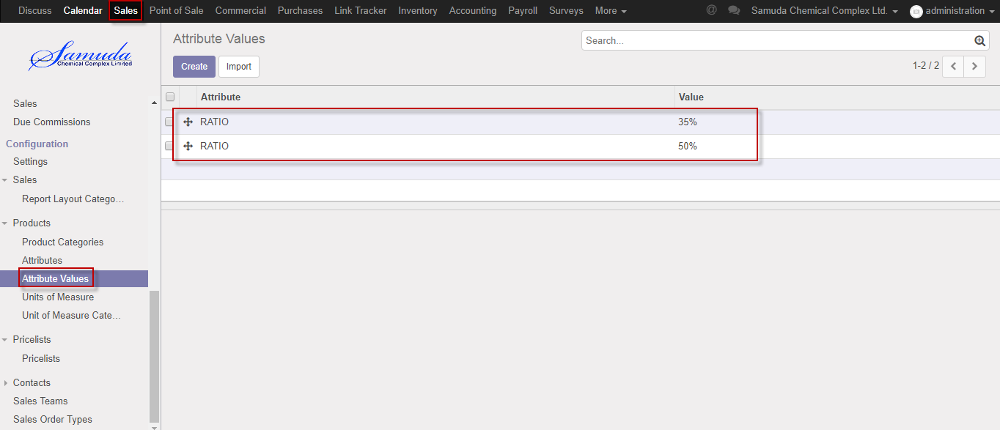 Discuss Calendar Sales Point of Sale Commercial Purchases Link Tracker Inventory Accounting Payroll Surveys More @ Samuda Chemical Complex Ltd. administration
Samuda
Chemical Complex Limited
Sales
Due Commissions
Configuration
Settings
Sales
Report Layout Catego...
Products
Product Categories
Attributes
Attribute Values
Units of Measure
Unit of Measure Cate...
Pricelists
Pricelists
Contacts
Sales Teams
Sales Order Types
Attribute Values
Search...
Create Import
1-2 / 2
Attribute Value
RATIO 35%
RATIO 50%